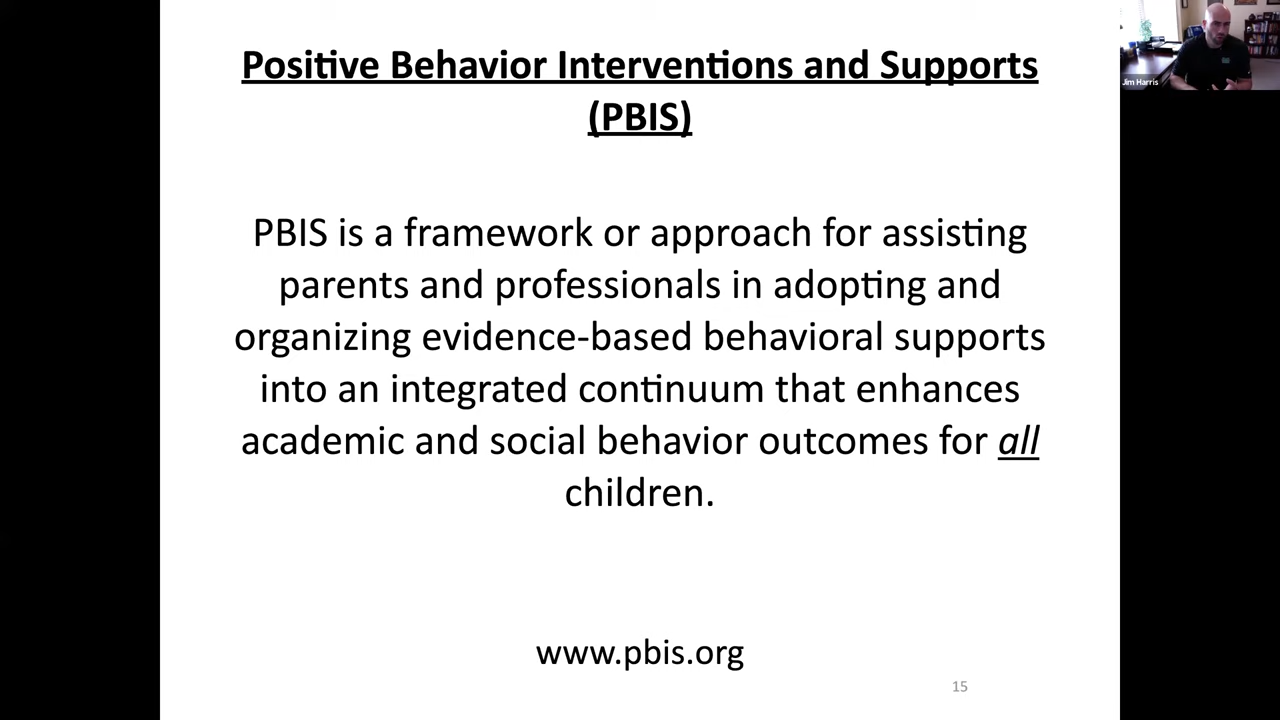 Positive Behavior Interventions and Supports
(PBIS)
Jim Harris
PBIS is a framework or approach for assisting
parents and professionals in adopting and
organizing evidence-based behavioral supports
into an integrated continuum that enhances
academic and social behavior outcomes for all
children.
www.pbis.org
15